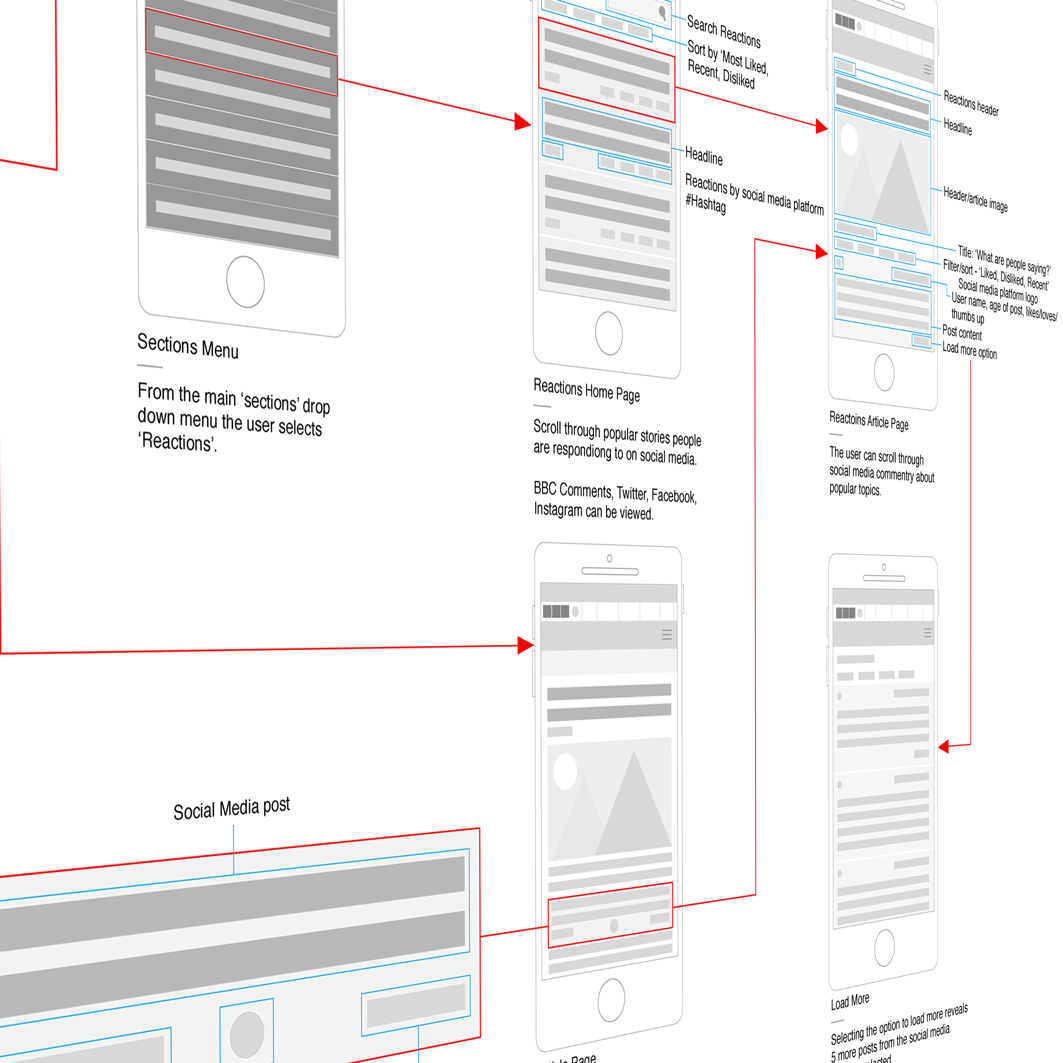 Search Reactions
Sort by ‘Most Liked,
Recent, Disliked
Headline
Reactions by social media platform
#Hashtag
Reactions header
Headline
Header/article image
Title: ‘What are people saying?’
Filter/sort - ‘Liked, Disliked, Recent’
Social media platform logo
User name, age of post, likes/loves/
thumbs up
Post content
Load more option
Sections Menu
From the main ‘sections’ drop
down menu the user selects
‘Reactions’.
Reactions Home Page
Scroll through popular stories people
are respondiong to on social media.
BBC Comments, Twitter, Facebook,
Instagram can be viewed.
Reactoins Article Page
The user can scroll through
social media commentry about
popular topics.
Social Media post
Page
Load More
Selecting the option to load more reveals
5 more posts from the social media